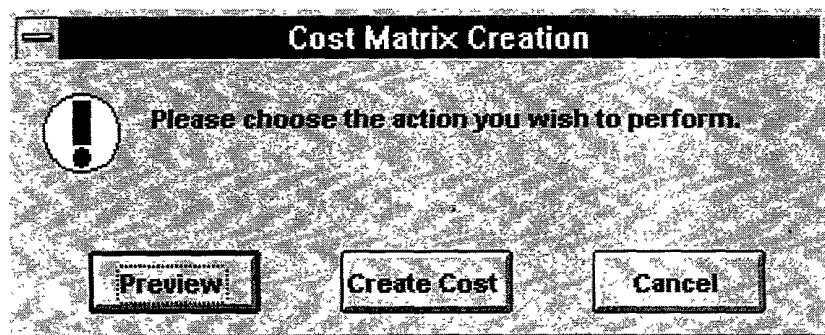 Cost Matrix Creation
Please choose the action you wish to perform.
Preview Create Cost Cancel